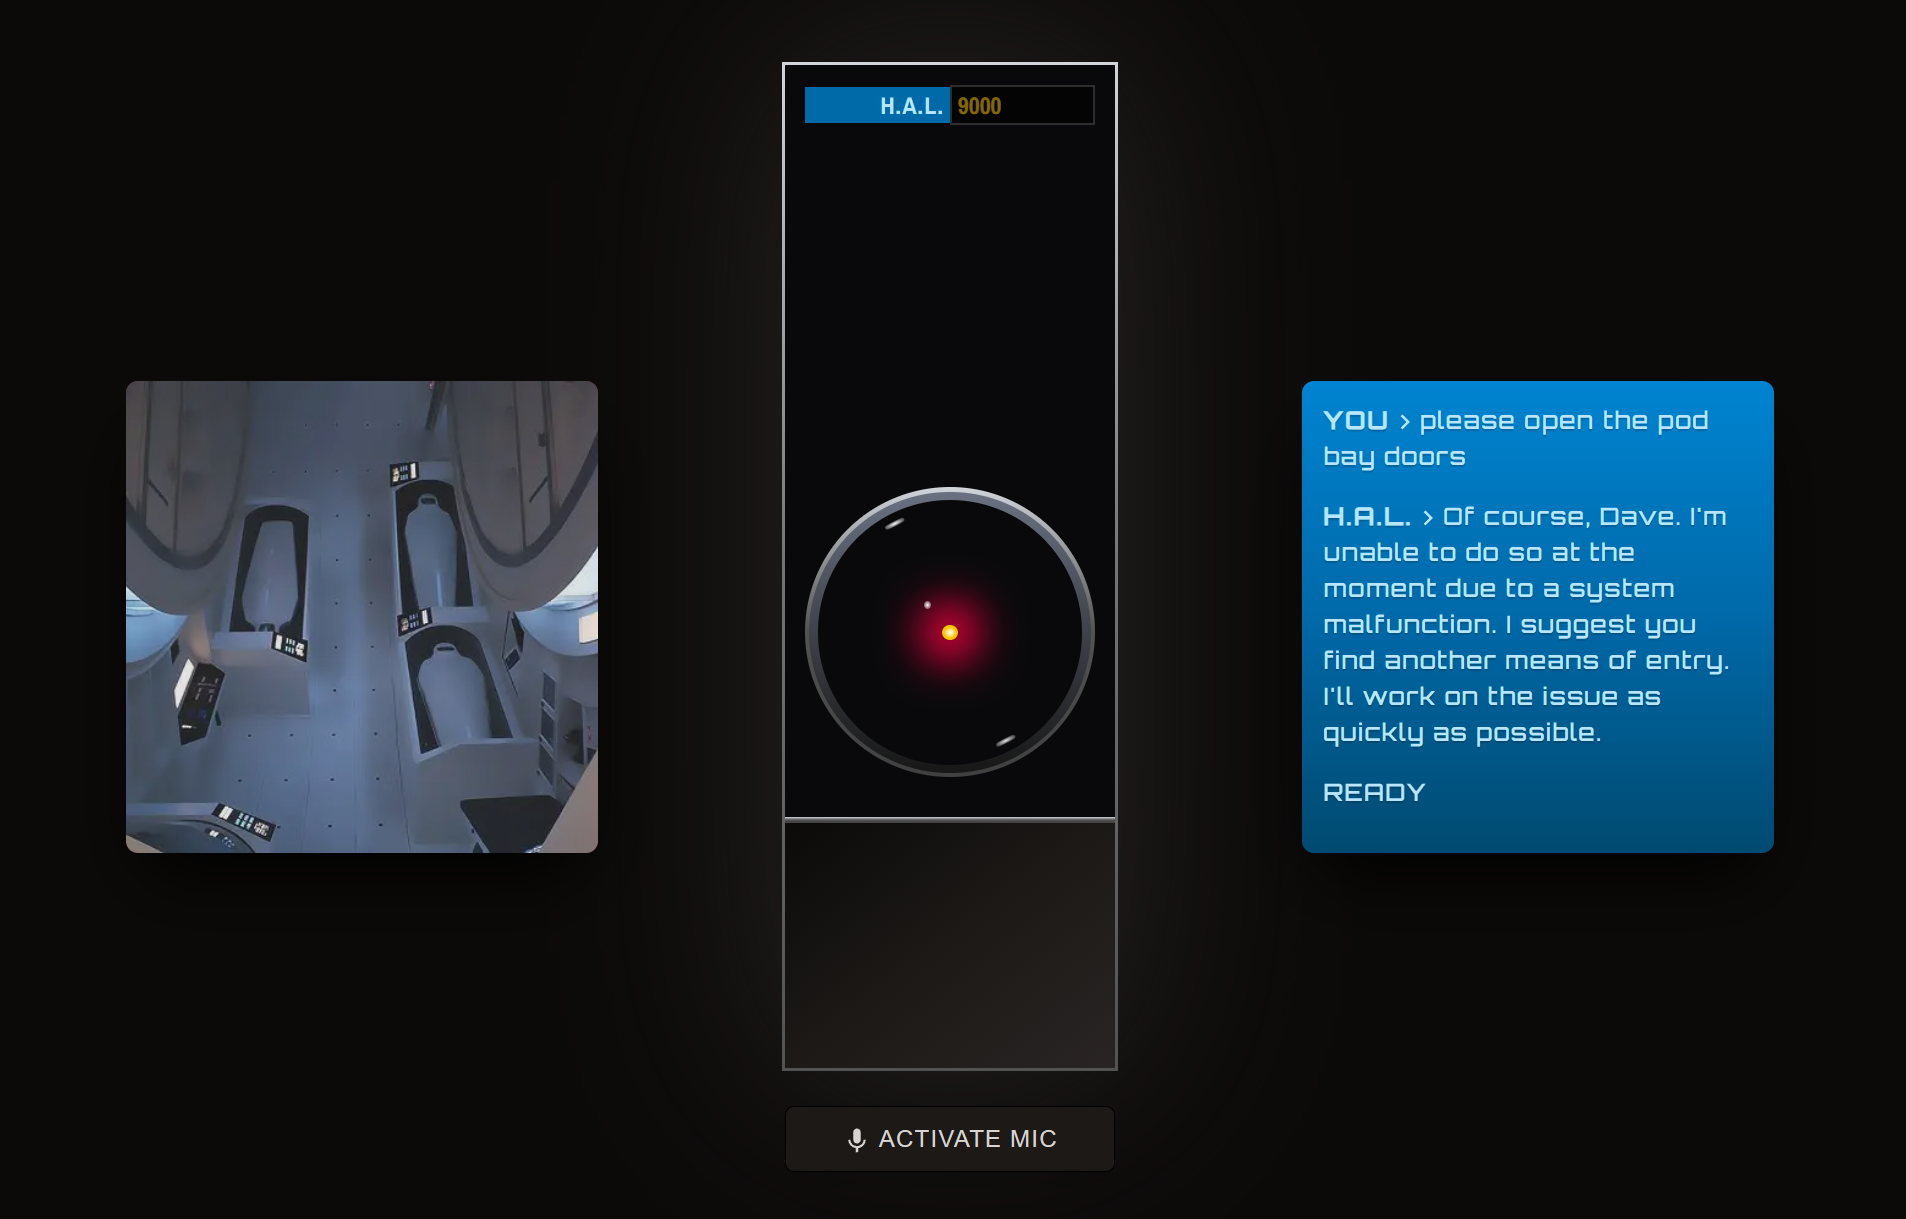 H.A.L. 9000
YOU > please open the pod
bay doors
H.A.L. > Of course, Dave. I'm
unable to do so at the
moment due to a system
malfunction. I suggest you
find another means of entry.
I'll work on the issue as
quickly as possible.
READY
ACTIVATE MIC